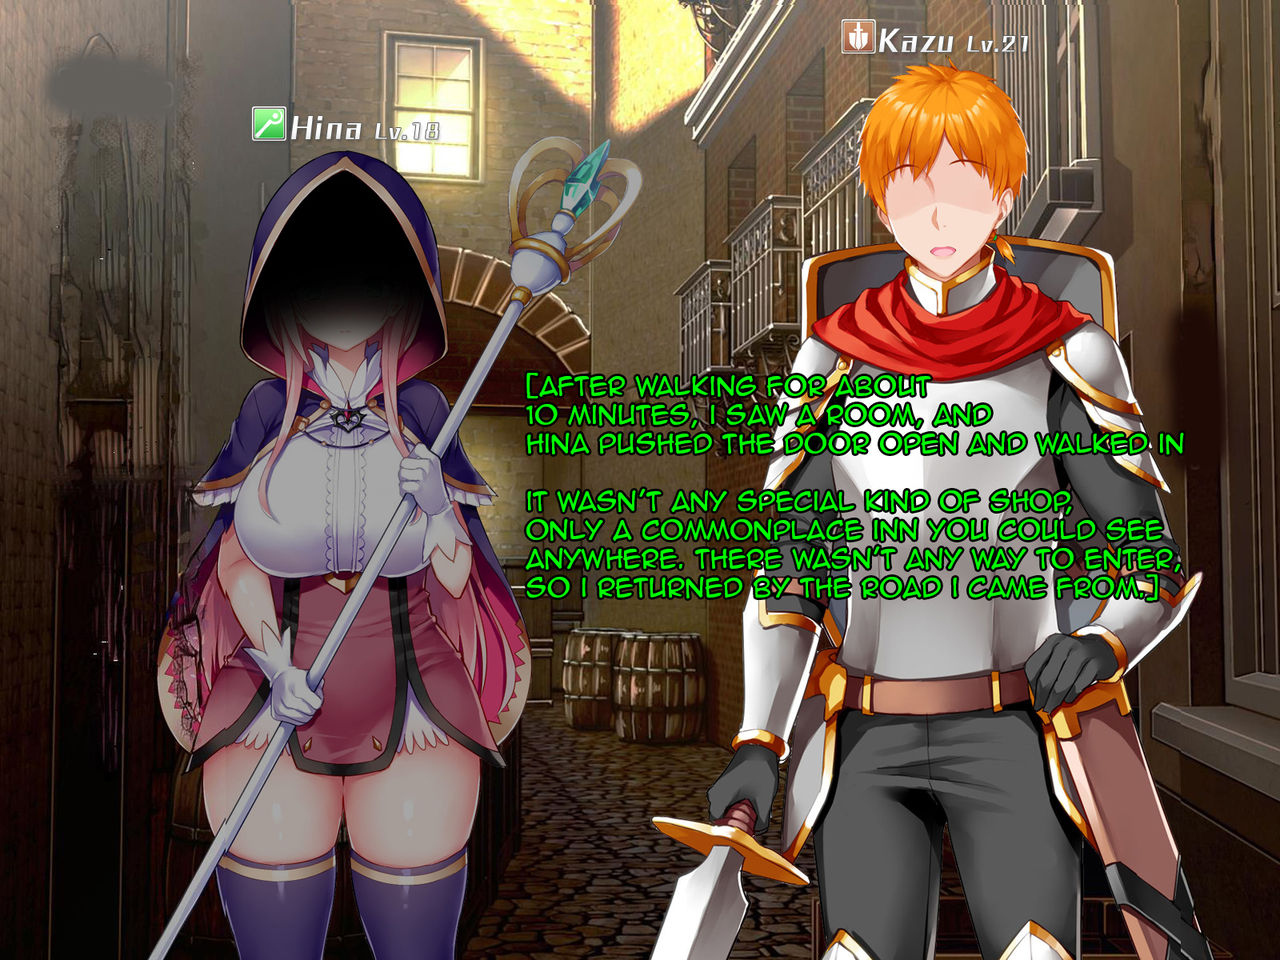 Kazu Lv.21
Hina Lv.18
[AFTER WALKING FOR ABOUT
10 MINUTES, I SAW A ROOM, AND
HINA PUSHED THE DOOR OPEN AND WALKED IN
IT WASN'T ANY SPECIAL KIND OF SHOP,
ONLY A COMMONPLACE INN YOU COULD SEE
ANYWHERE. THERE WASN'T ANY WAY TO ENTER,
SO I RETURNED BY THE ROAD I CAME FROM.]